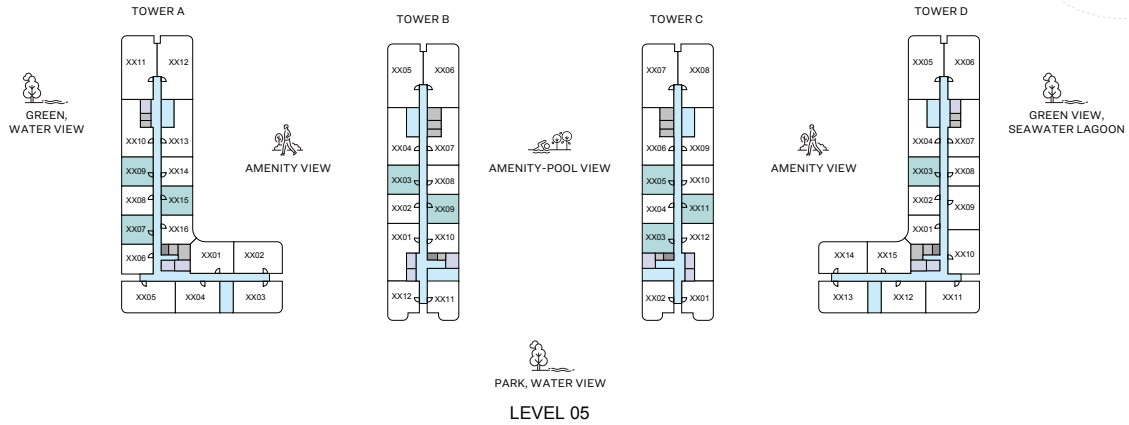 TOWER A
TOWER B
TOWER C
TOWER D
XX11
XX12
XX10
XX13
XX09
XX14
XX08
XX15
XX07
XX16
XX06
XX01
XX02
XX05
XX04
XX03
XX05
XX06
XX04
XX07
XX03
XX08
XX02
XX09
XX01
XX10
XX12
XX11
XX07
XX08
XX06
XX09
XX05
XX10
XX04
XX11
XX03
XX12
XX02
XX01
XX05
XX06
XX04
XX07
XX03
XX08
XX02
XX09
XX01
XX10
XX14
XX15
XX13
XX12
XX11
GREEN,
WATER VIEW
AMENITY VIEW
AMENITY-POOL VIEW
AMENITY VIEW
GREEN VIEW,
SEAWATER LAGOON
PARK, WATER VIEW
LEVEL 05